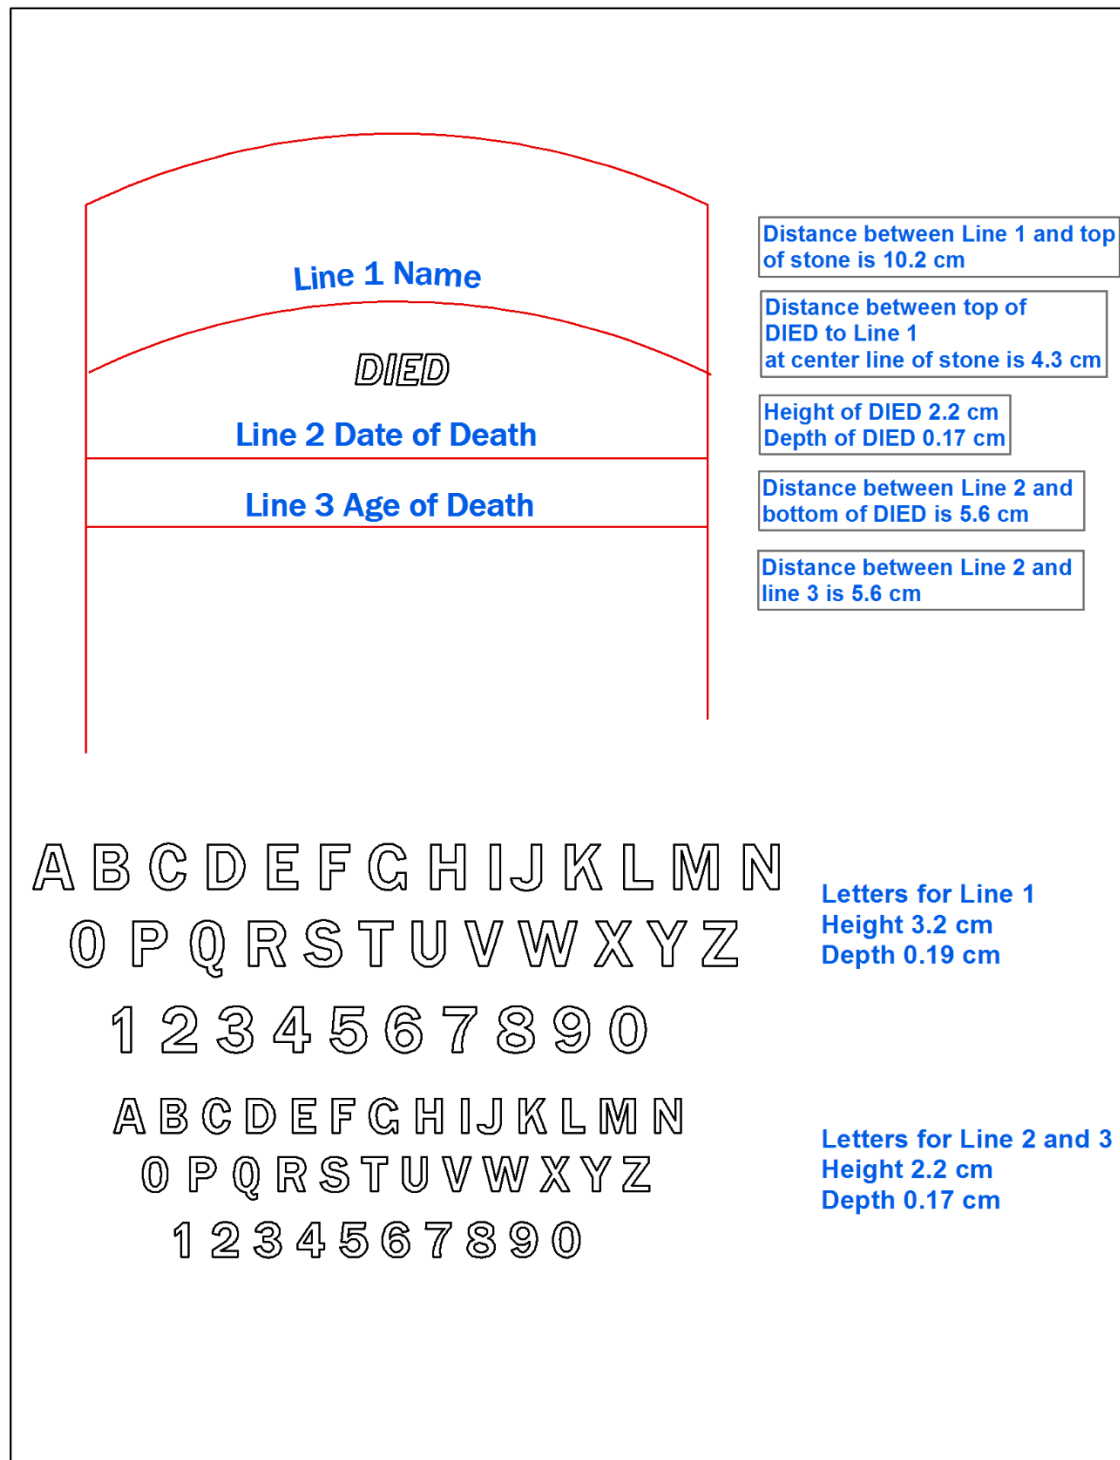 Line 1 Name
DIED
Line 2 Date of Death
Line 3 Age of Death
Distance between Line 1 and top
of stone is 10.2 cm
Distance between top of
DIED to Line 1
at center line of stone is 4.3 cm
Height of DIED 2.2 cm
Depth of DIED 0.17 cm
Distance between Line 2 and
bottom of DIED is 5.6 cm
Distance between Line 2 and
line 3 is 5.6 cm
A B C D E F G H I J K L M N
O P Q R S T U V W X Y Z
1 2 3 4 5 6 7 8 9 0
Letters for Line 1
Height 3.2 cm
Depth 0.19 cm
A B C D E F G H I J K L M N
O P Q R S T U V W X Y Z
1 2 3 4 5 6 7 8 9 0
Letters for Line 2 and 3
Height 2.2 cm
Depth 0.17 cm